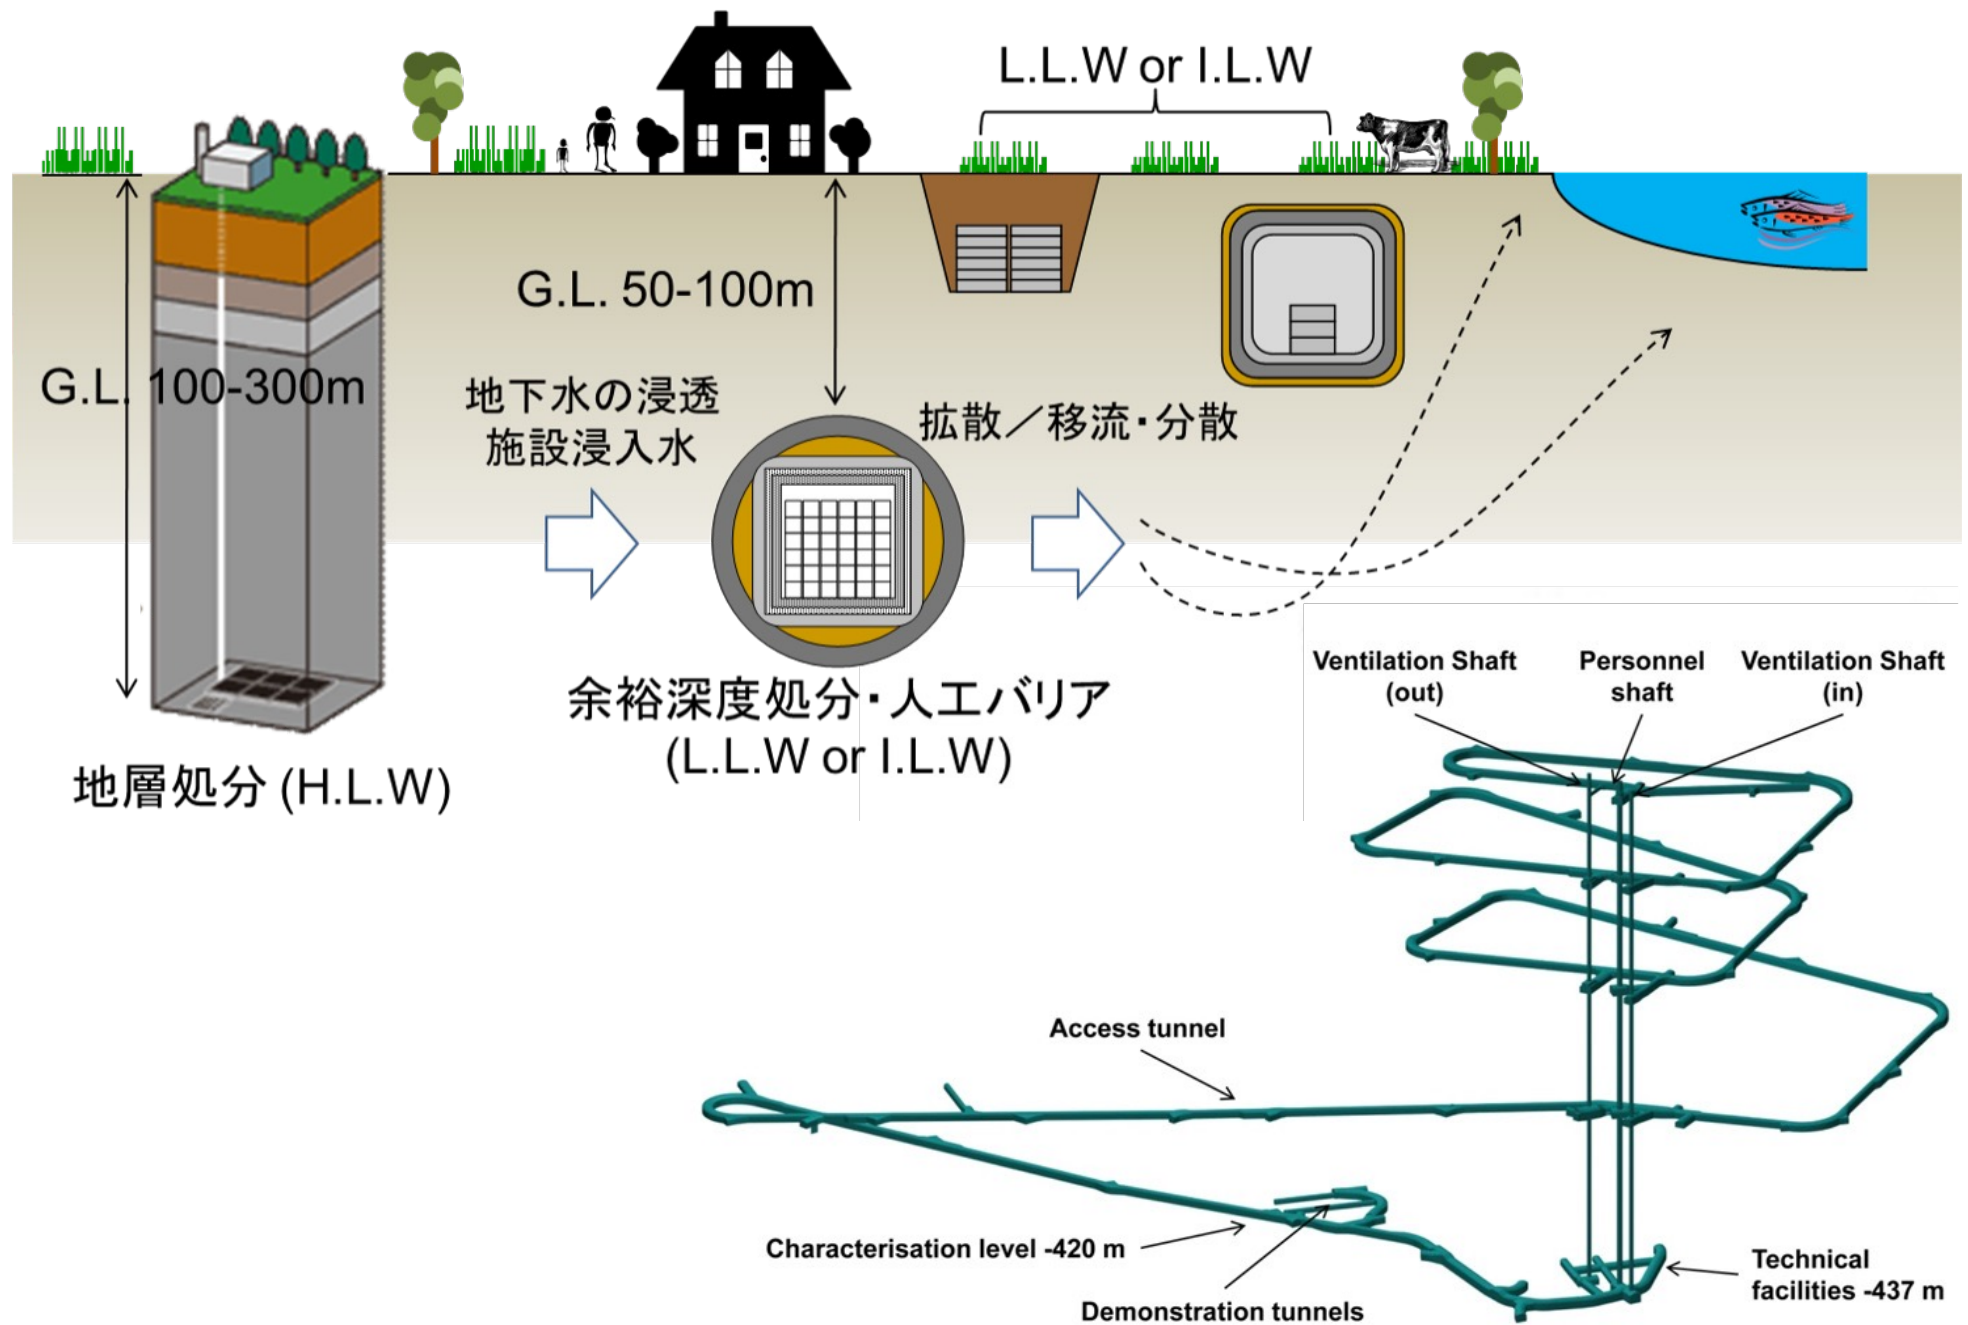 L.L.W or I.L.W
G.L. 50-100m
G.L. 100-300m
地下水の浸透
施設浸入水
拡散／移流・分散
余裕深度処分・人工バリア
(L.L.W or I.L.W)
地層処分 (H.L.W)
Ventilation Shaft
(out)
Personnel
shaft
Ventilation Shaft
(in)
Access tunnel
Characterisation level -420 m
Demonstration tunnels
Technical
facilities -437 m